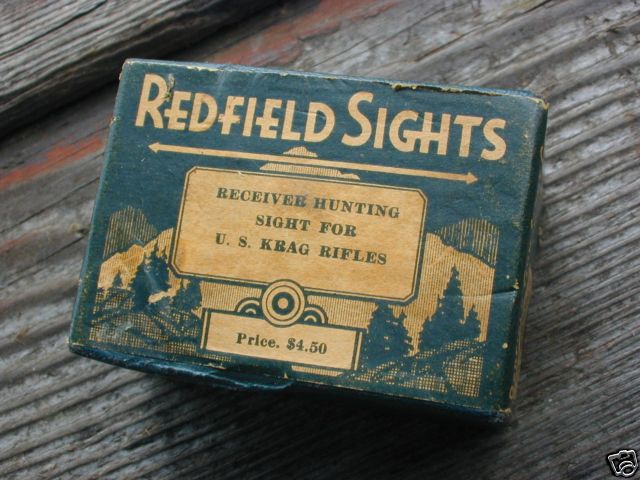 REDFIELD SIGHTS
RECEIVER HUNTING
SIGHT FOR
U. S. KRAG RIFLES
Price. $4.50